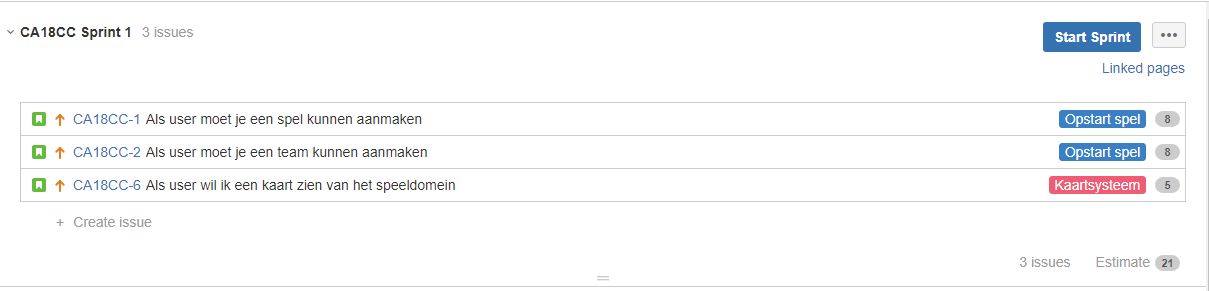 CA18CC Sprint 1 3 issues
Start Sprint
Linked pages
CA18CC-1 Als user moet je een spel kunnen aanmaken Opstart spel 8
CA18CC-2 Als user moet je een team kunnen aanmaken Opstart spel 8
CA18CC-6 Als user wil ik een kaart zien van het speeldomein Kaartsysteem 5
+ Create issue
3 issues Estimate 21